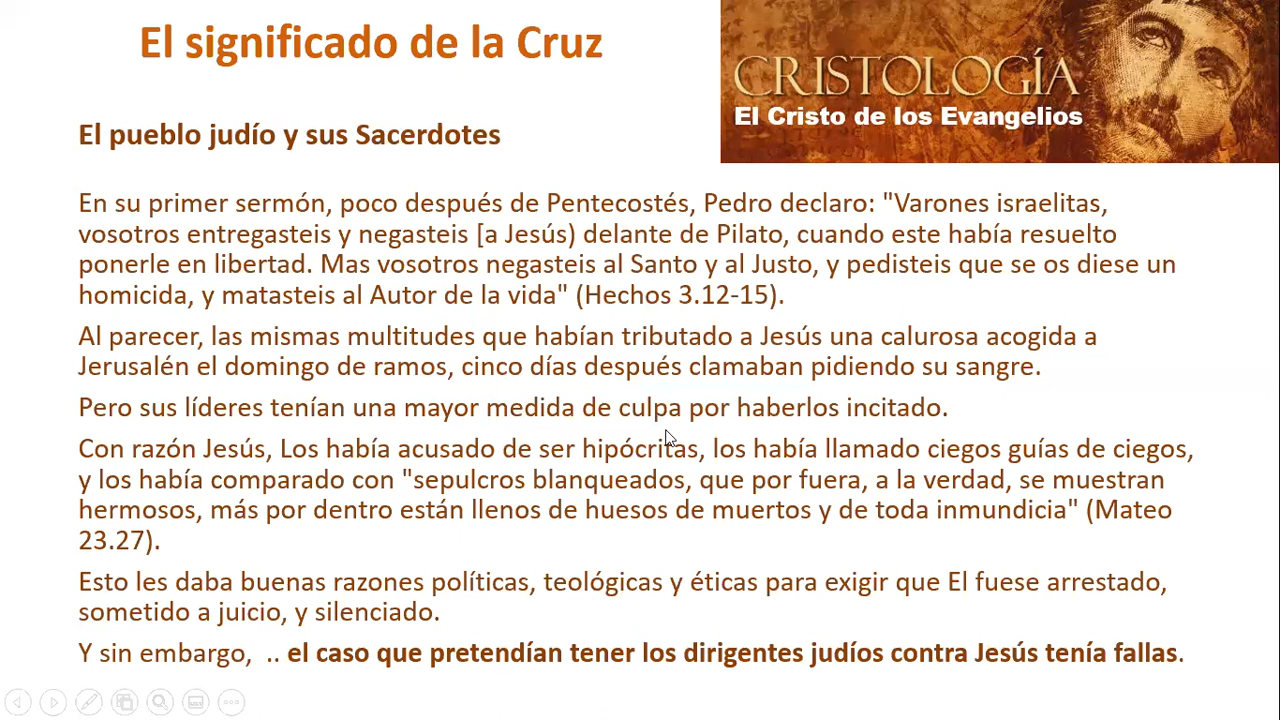 El significado de la Cruz
CRISTOLOGÍA
El Cristo de los Evangelios
El pueblo judío y sus Sacerdotes
En su primer sermón, poco después de Pentecostés, Pedro declaro: "Varones israelitas,
vosotros entregasteis y negasteis [a Jesús) delante de Pilato, cuando este había resuelto
ponerle en libertad. Mas vosotros negasteis al Santo y al Justo, y pedisteis que se os diese un
homicida, y matasteis al Autor de la vida" (Hechos 3.12-15).
Al parecer, las mismas multitudes que habían tributado a Jesús una calurosa acogida a
Jerusalén el domingo de ramos, cinco días después clamaban pidiendo su sangre.
Pero sus líderes tenían una mayor medida de culpa por haberlos incitado.
Con razón Jesús, Los había acusado de ser hipócritas, los había llamado ciegos guías de ciegos,
y los había comparado con "sepulcros blanqueados, que por fuera, a la verdad, se muestran
hermosos, más por dentro están llenos de huesos de muertos y de toda inmundicia" (Mateo
23.27).
Esto les daba buenas razones políticas, teológicas y éticas para exigir que El fuese arrestado,
sometido a juicio, y silenciado.
Y sin embargo,  .. el caso que pretendían tener los dirigentes judíos contra Jesús tenía fallas.